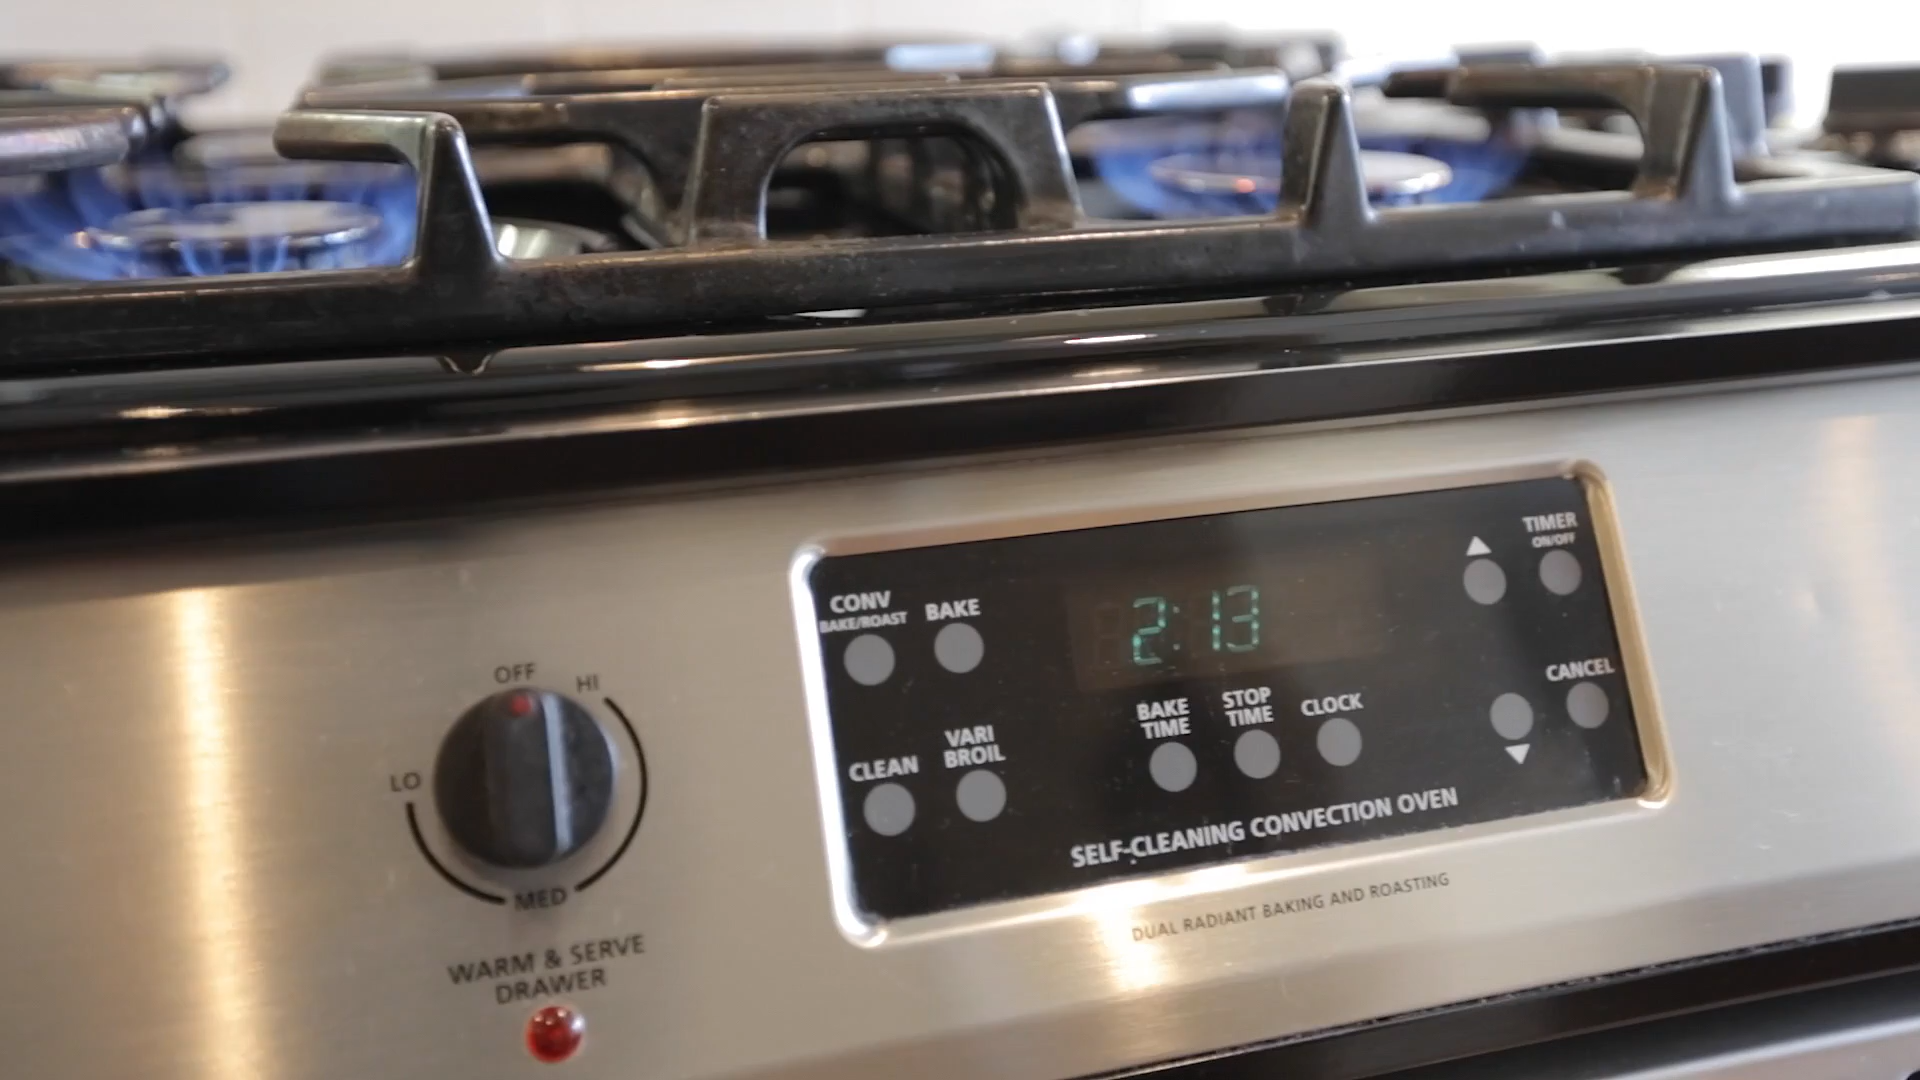 CONV
BAKE/ROAST
BAKE
2:13
TIMER
ON/OFF
CLEAN
VARI
BROIL
BAKE
TIME
STOP
TIME
CLOCK
CANCEL
SELF-CLEANING CONVECTION OVEN
DUAL RADIANT BAKING AND ROASTING
OFF
HI
LO
MED
WARM & SERVE
DRAWER